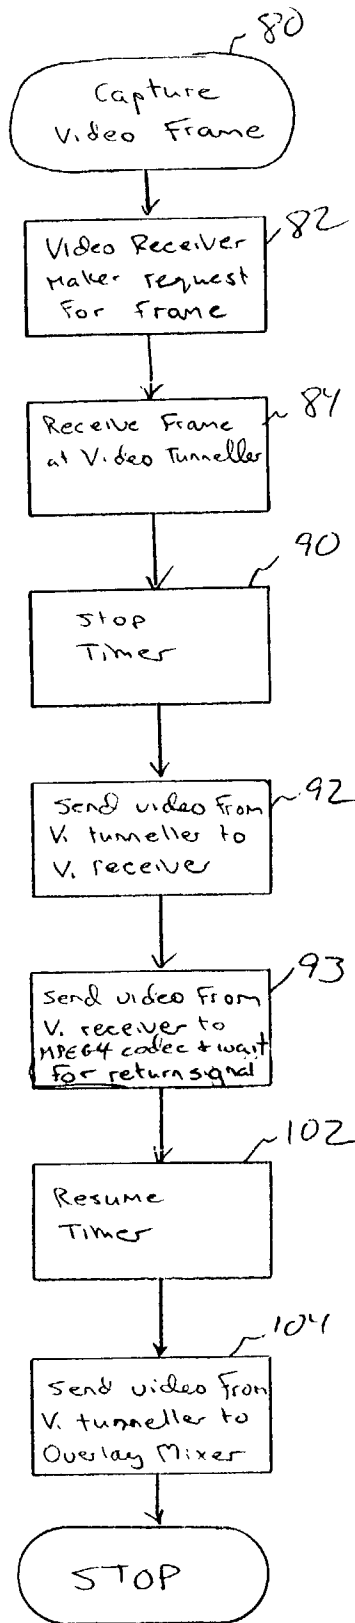 80
Capture
Video Frame
82
Video Receiver
Maker request
For Frame
84
Receive Frame
at Video Tunneller
90
Stop
Timer
92
Send video From
V. tunneller to
V. receiver
93
Send video From
V. receiver to
MPEG4 codec & wait
For return signal
102
Resume
Timer
104
Send video From
V. tunneller to
Overlay Mixer
STOP